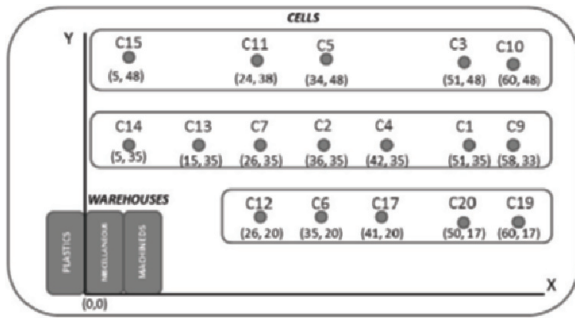 CELLS
Y
C15 C11 C5 C3 C10
(5, 48) (24, 38) (34, 48) (51, 48) (60, 48)
C14 C13 C7 C2 C4 C1 C9
(5, 35) (15, 35) (26, 35) (36, 35) (42, 35) (51, 35) (58, 33)
WAREHOUSES
C12 C6 C17 C20 C19
(26, 20) (35, 20) (41, 20) (50, 17) (60, 17)
PLASTICS
MISCELLANEOUS
MACHINEDS
X
(0,0)